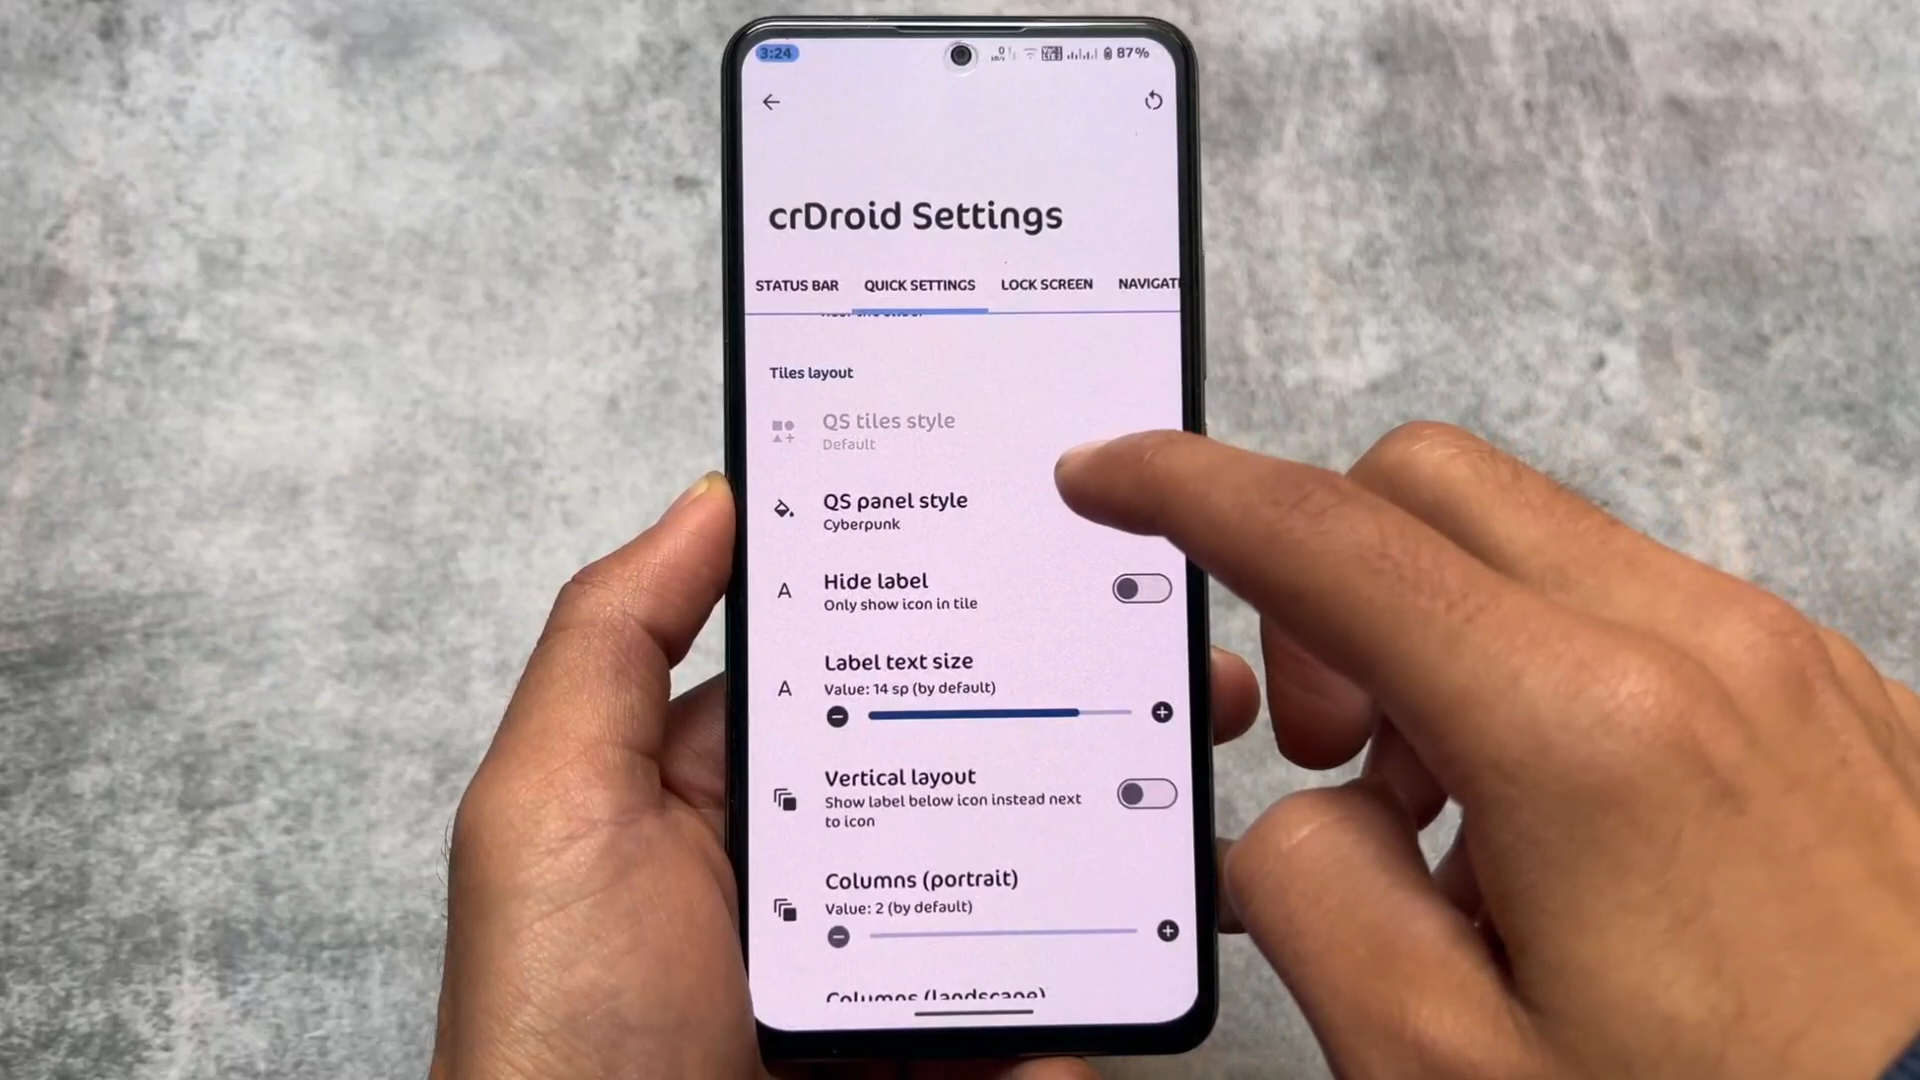 3:24
87%
crDroid Settings
STATUS BAR QUICK SETTINGS LOCK SCREEN NAVIGATI
Tiles layout
QS tiles style
Default
QS panel style
Cyberpunk
Hide label
Only show icon in tile
Label text size
Value: 14 sp (by default)
Vertical layout
Show label below icon instead next
to icon
Columns (portrait)
Value: 2 (by default)
Columns (landscape)